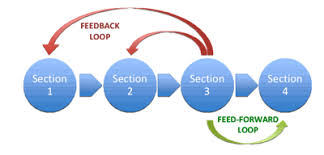 FEEDBACK
LOOP
Section
1
Section
2
Section
3
Section
4
FEED-FORWARD
LOOP